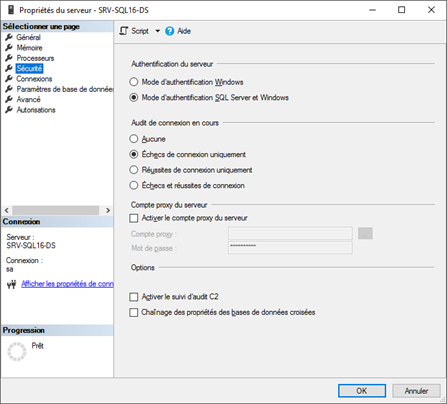 Propriétés du serveur - SRV-SQL16-DS
Sélectionner une page
Général
Mémoire
Processeurs
Sécurité
Connexions
Paramètres de base de données
Avancé
Autorisations
Script
Aide
Authentification du serveur
Mode d'authentification Windows
Mode d'authentification SQL Server et Windows
Audit de connexion en cours
Aucune
Échecs de connexion uniquement
Réussites de connexion uniquement
Échecs et réussites de connexion
Compte proxy du serveur
Activer le compte proxy du serveur
Compte proxy :
...
Mot de passe :
**********
Options
Activer le suivi d'audit C2
Chaînage des propriétés des bases de données croisées
Connexion
Serveur :
SRV-SQL16-DS
Connexion :
sa
Afficher les propriétés de conn
Progression
Prêt
OK
Annuler